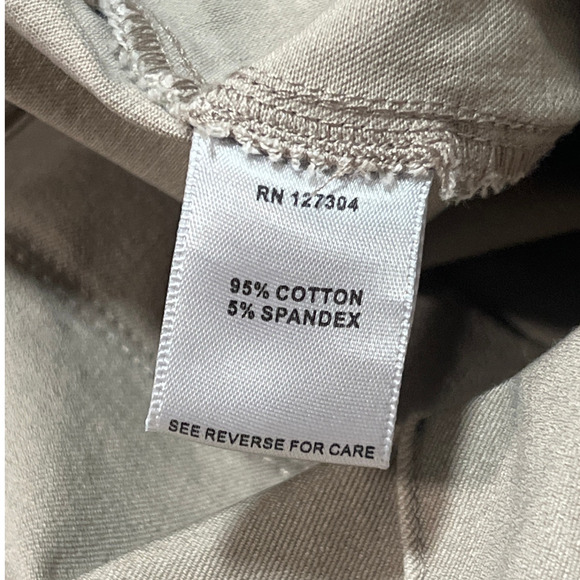 RN 127304
95% COTTON
5% SPANDEX
SEE REVERSE FOR CARE